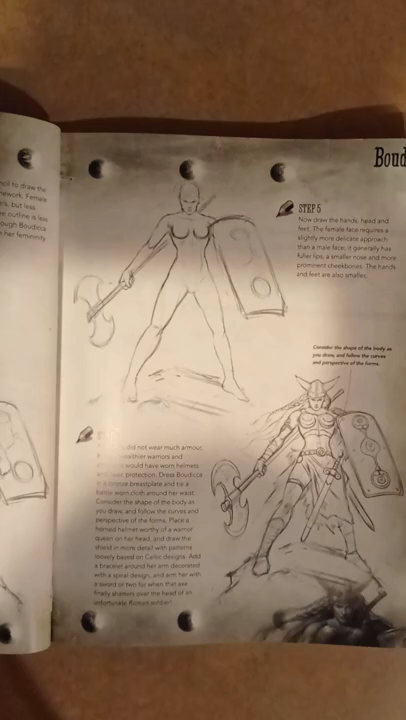 ncil to draw the
ework. Female
rs, but less
e outline is less
ough Boudicca
her femininity
Boud
STEP 5
Now draw the hands, head and
feet. The female face requires a
slightly more delicate approach
than a male face; it generally has
fuller lips, a smaller nose and more
prominent cheekbones. The hands
and feet are also smaller.
Consider the shape of the body as
you draw, and follow the curves
and perspective of the forms.
did not wear much armour,
ealthier warriors and
would have worn helmets
protection. Dress Boudicca
in a bronze breastplate and tie a
worn cloth around her waist.
Consider the shape of the body as
you draw, and follow the curves and
perspective of the forms. Place a
horned helmet worthy of a warrior
queen on her head, and draw the
shield in more detail with patterns
loosely based on Celtic designs. Add
a bracelet around her arm decorated
with a spiral design, and arm her with
a sword or two for when that axe
finally shatters over the head of an
unfortunate Roman soldier!